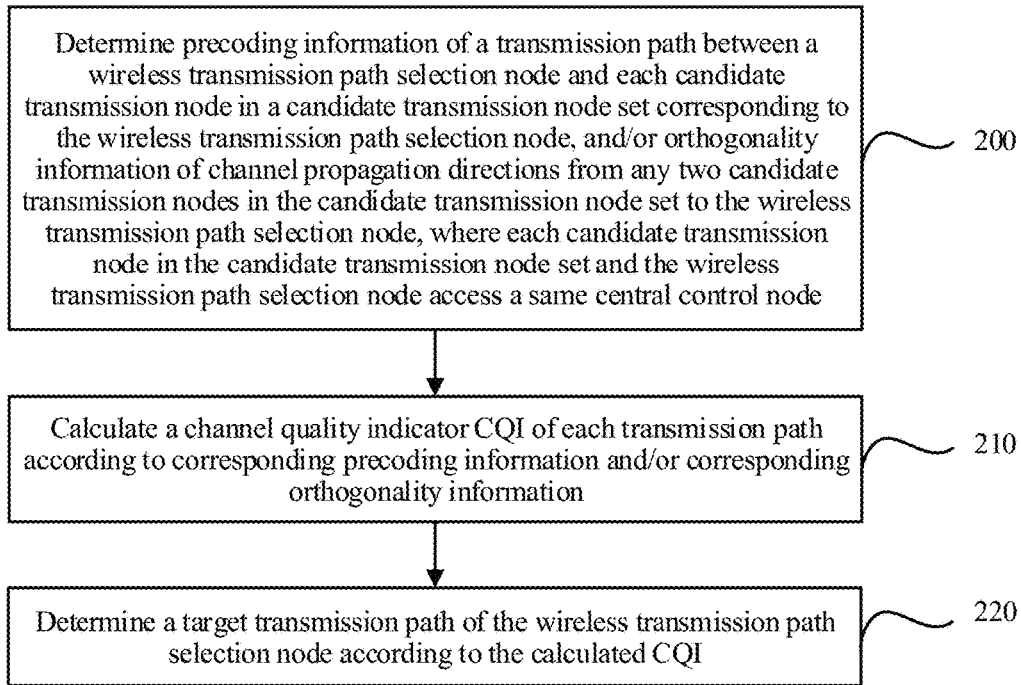 Determine precoding information of a transmission path between a
wireless transmission path selection node and each candidate
transmission node in a candidate transmission node set corresponding to
the wireless transmission path selection node, and/or orthogonality
information of channel propagation directions from any two candidate
transmission nodes in the candidate transmission node set to the wireless
transmission path selection node, where each candidate transmission
node in the candidate transmission node set and the wireless
transmission path selection node access a same central control node
200
Calculate a channel quality indicator CQI of each transmission path
according to corresponding precoding information and/or corresponding
orthogonality information
210
Determine a target transmission path of the wireless transmission path
selection node according to the calculated CQI
220